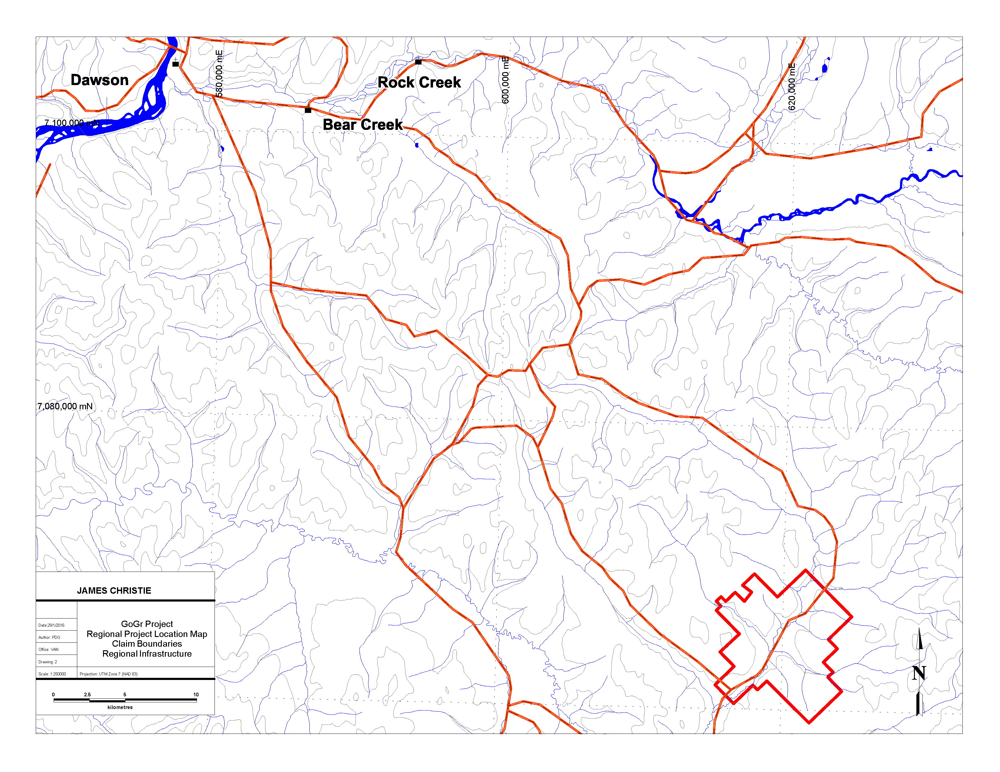 580,000 mE
600,000 mE
620,000 mE
Dawson
Rock Creek
7,100,000 mN
Bear Creek
7,080,000 mN
JAMES CHRISTIE
Date:29/1/2016
Author: PDG
Office: VAN
Drawing: 2
Scale: 1:250000
GoGr Project
Regional Project Location Map
Claim Boundaries
Regional Infrastructure
Projection: UTM Zone 7 (NAD 83)
0 2.5 5 10
kilometres
N